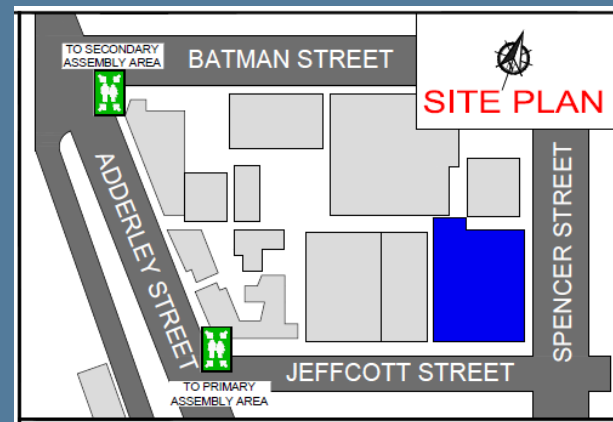 TO SECONDARY
ASSEMBLY AREA
BATMAN STREET
SITE PLAN
ADDERLEY STREET
SPENCER STREET
JEFFCOTT STREET
TO PRIMARY
ASSEMBLY AREA